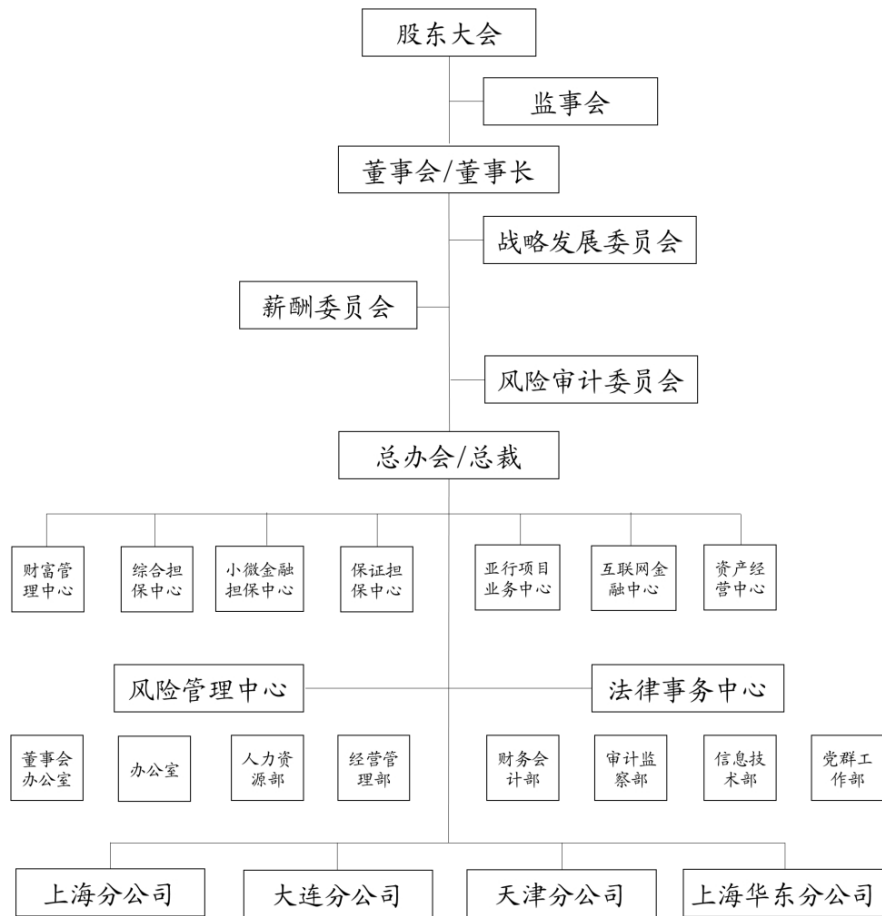 股东大会
监事会
董事会/董事长
战略发展委员会
薪酬委员会
风险审计委员会
总办会/总裁
财富管
理中心
综合担
保中心
小微金融
担保中心
保证担
保中心
亚行项目
业务中心
互联网金
融中心
资产经
营中心
风险管理中心
法律事务中心
董事会
办公室
办公室
人力资
源部
经营管
理部
财务会
计部
审计监
察部
信息技
术部
党群工
作部
上海分公司
大连分公司
天津分公司
上海华东分公司